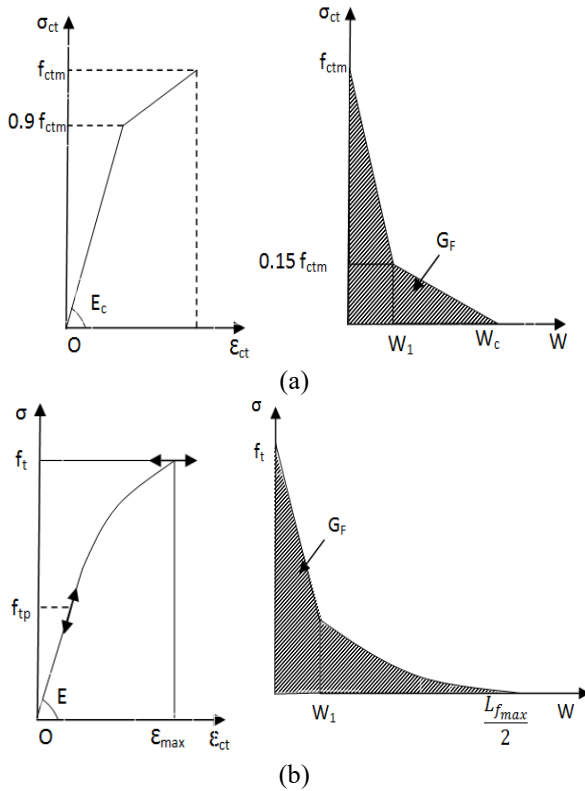 σct
fctm
0.9 fctm
Ec
O
εct
σct
fctm
GF
0.15 fctm
W1
Wc
W
(a)
σ
ft
ftp
E
O
εmax
εct
σ
ft
GF
W1
Lfmax
2
W
(b)